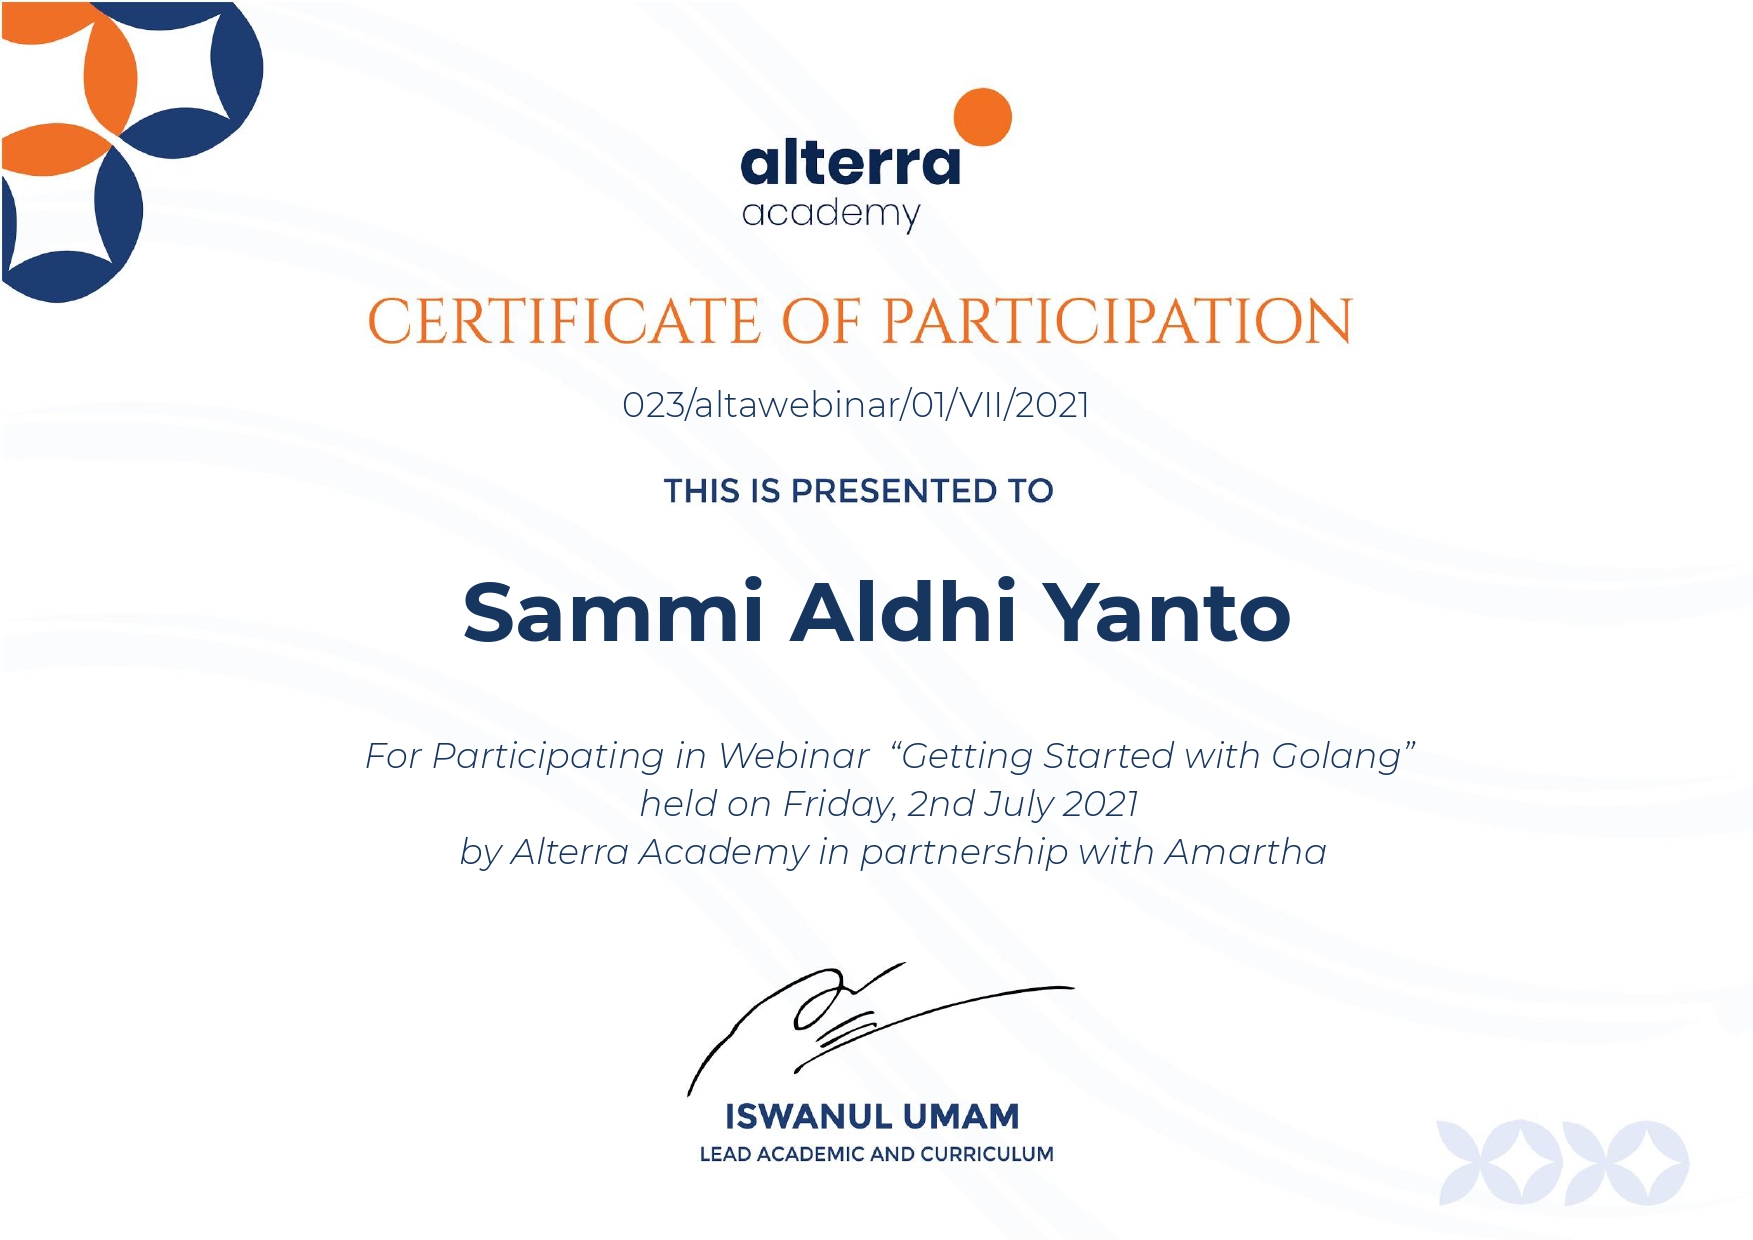 alterra
academy
CERTIFICATE OF PARTICIPATION
023/altawebinar/01/VII/2021
THIS IS PRESENTED TO
Sammi Aldhi Yanto
For Participating in Webinar “Getting Started with Golang”
held on Friday, 2nd July 2021
by Alterra Academy in partnership with Amartha
ISWANUL UMAM
LEAD ACADEMIC AND CURRICULUM